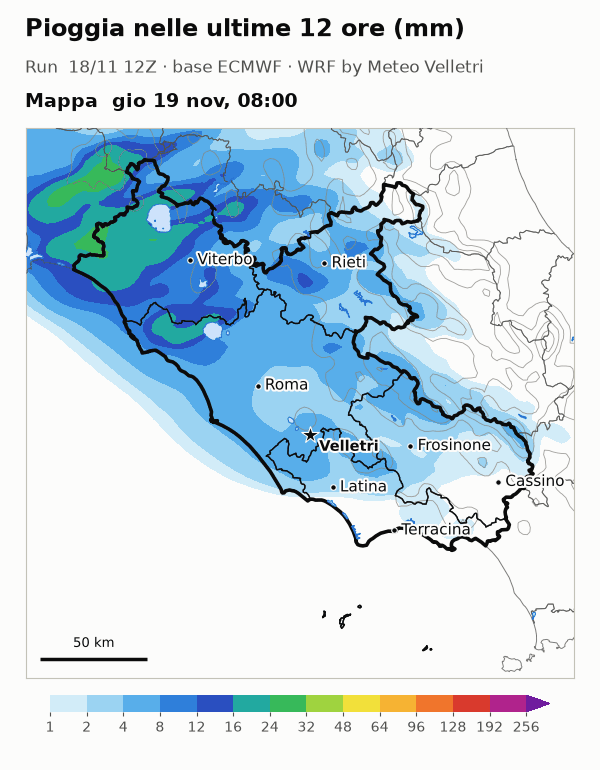 Pioggia nelle ultime 12 ore (mm)
Run  18/11 12Z · base ECMWF · WRF by Meteo Velletri
Mappa  gio 19 nov, 08:00
Viterbo
Rieti
Roma
Velletri
Frosinone
Cassino
Latina
Terracina
50 km
1 2 4 8 12 16 24 32 48 64 96 128 192 256